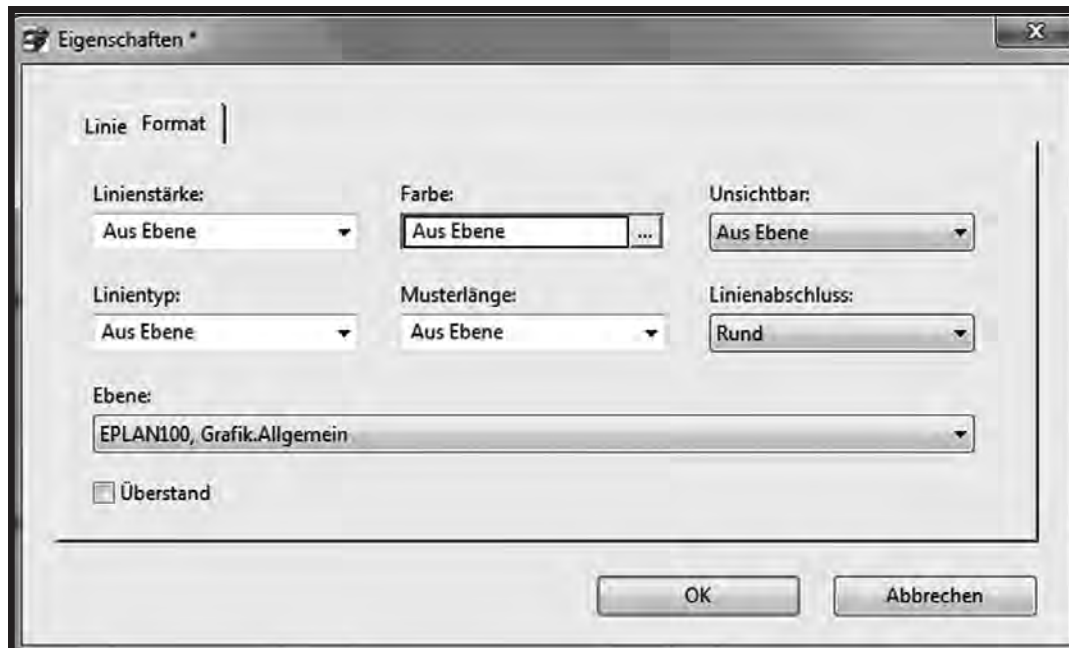 Eigenschaften *
Linie Format
Linienstärke: Farbe: Unsichtbar:
Aus Ebene Aus Ebene ... Aus Ebene
Linientyp: Musterlänge: Linienabschluss:
Aus Ebene Aus Ebene Rund
Ebene:
EPLAN100, Grafik.Allgemein
Überstand
OK Abbrechen